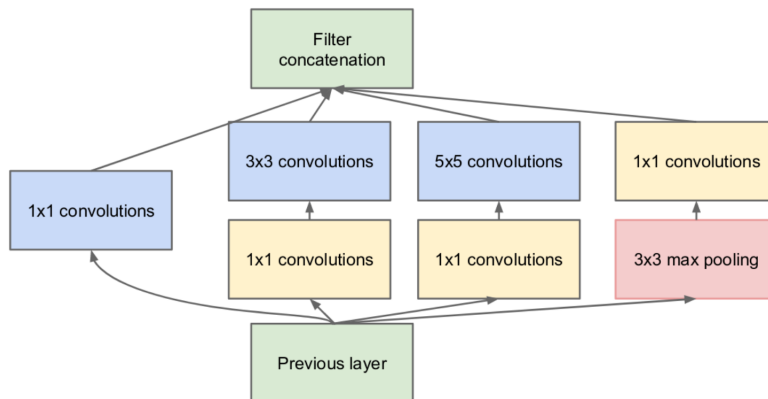 Filter
concatenation
3x3 convolutions
5x5 convolutions
1x1 convolutions
1x1 convolutions
1x1 convolutions
1x1 convolutions
3x3 max pooling
Previous layer